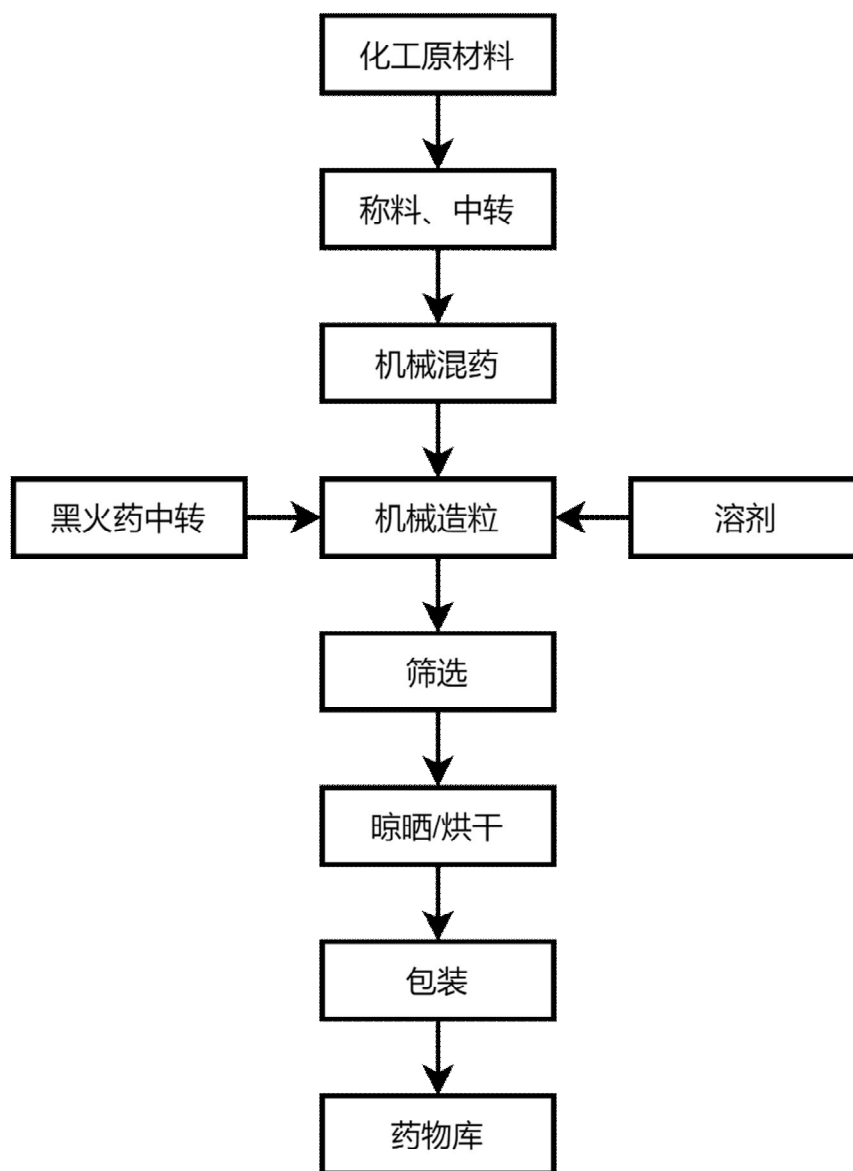 化工原材料
称料、中转
机械混药
黑火药中转
机械造粒
溶剂
筛选
晾晒/烘干
包装
药物库